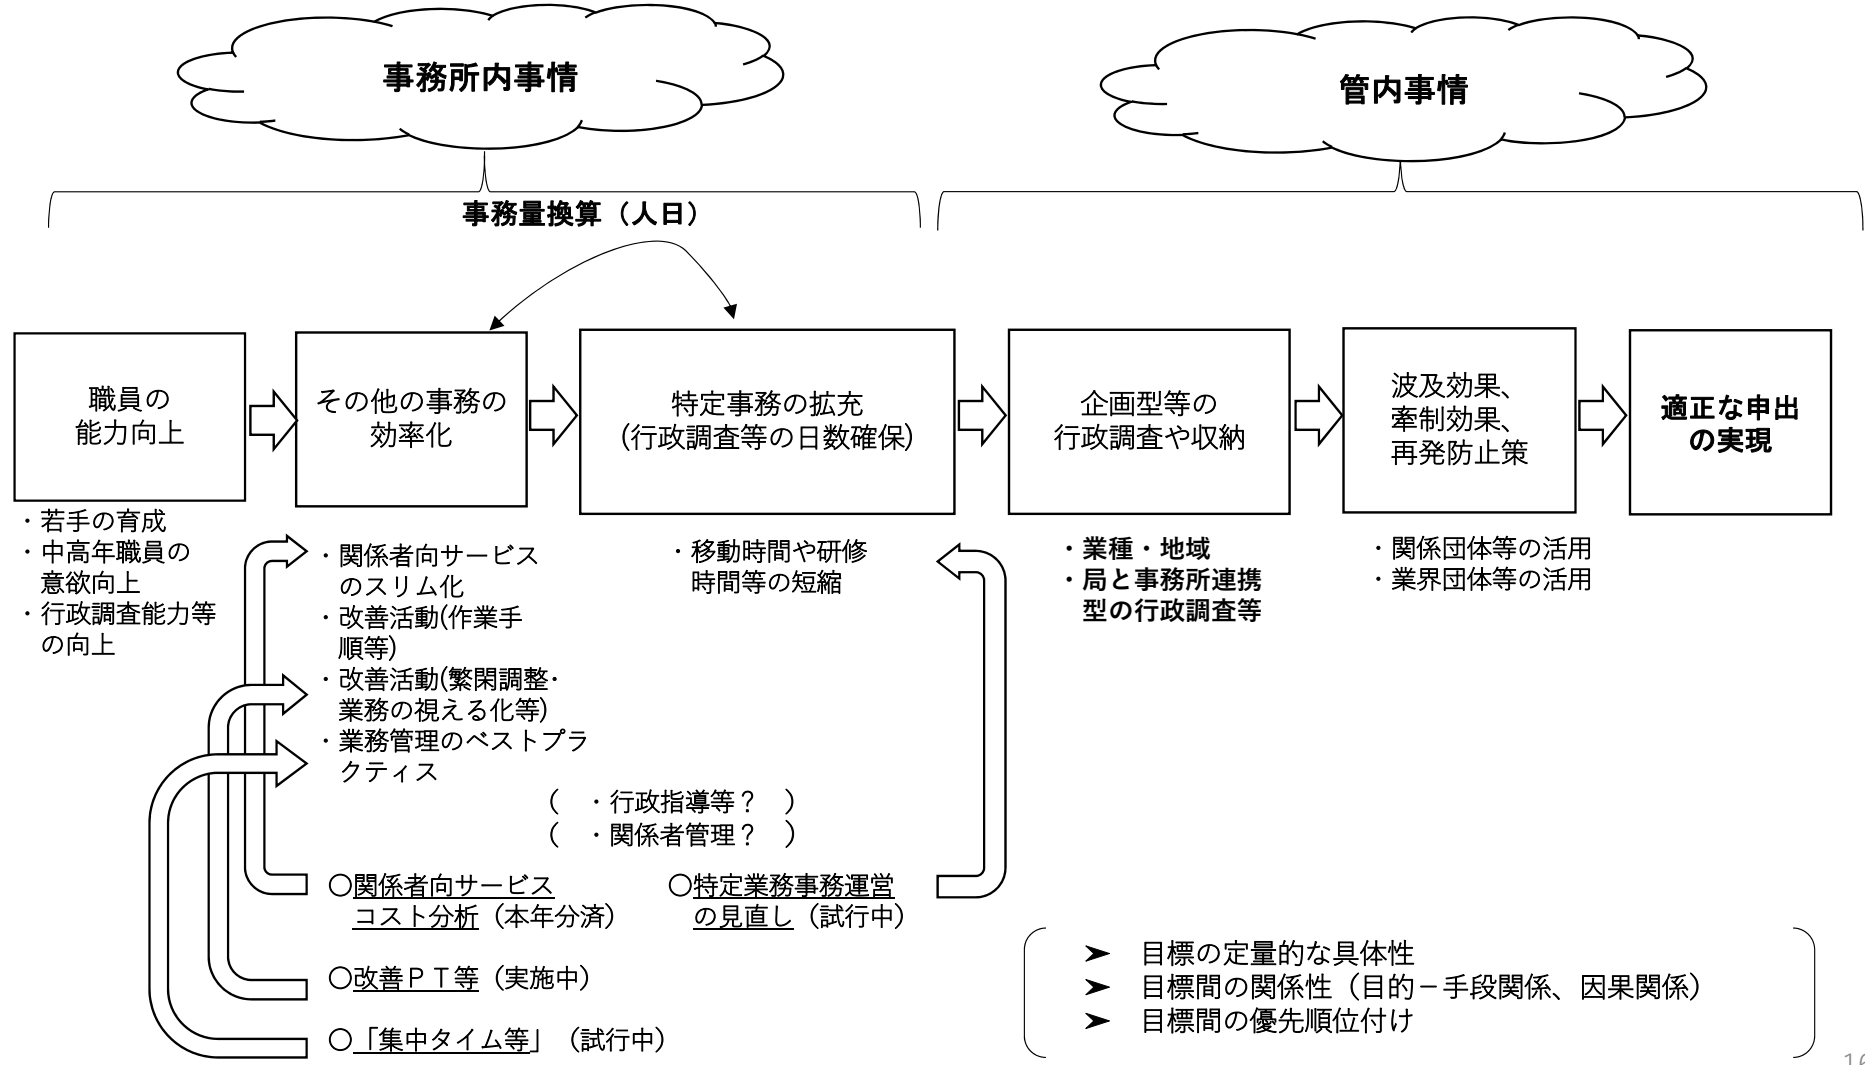 事務所内事情
管内事情
事務量換算（人日）
職員の
能力向上
その他の事務の
効率化
特定事務の拡充
（行政調査等の日数確保）
企画型等の
行政調査や収納
波及効果、
牽制効果、
再発防止策
適正な申出
の実現
・若手の育成
・中高年職員の
意欲向上
・行政調査能力等
の向上
・関係者向サービス
のスリム化
・改善活動(作業手
順等)
・改善活動(繁閑調整・
業務の視える化等)
・業務管理のベストプラ
クティス
・移動時間や研修
時間等の短縮
・業種・地域
・局と事務所連携
型の行政調査等
・関係団体等の活用
・業界団体等の活用
（　・行政指導等？　）
（　・関係者管理？　）
〇関係者向サービス
コスト分析（本年分済）
〇特定業務事務運営
の見直し（試行中）
〇改善ＰＴ等（実施中）
〇「集中タイム等」（試行中）
➤ 目標の定量的な具体性
➤ 目標間の関係性（目的－手段関係、因果関係）
➤ 目標間の優先順位付け